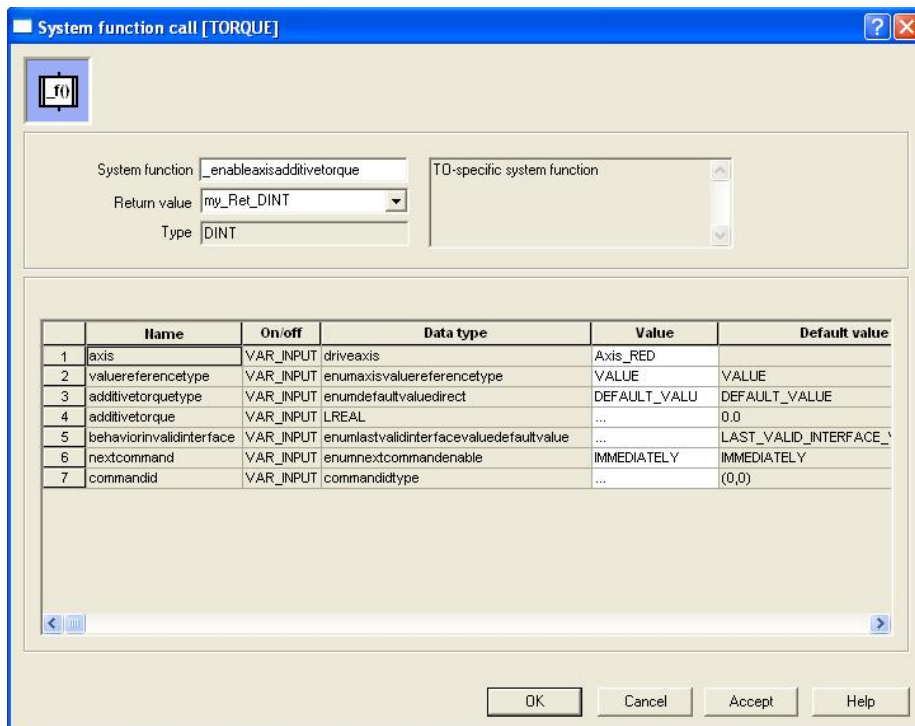 System function call [TORQUE]
_f()
System function _enableaxisadditivetorque TO-specific system function
Return value my_Ret_DINT
Type DINT
Name On/off Data type Value Default value
1 axis VAR_INPUT driveaxis Axis_RED
2 valuereferencetype VAR_INPUT enumaxisvaluereferencetype VALUE VALUE
3 additivetorquetype VAR_INPUT enumdefaultvaluedirect DEFAULT_VALU DEFAULT_VALUE
4 additivetorque VAR_INPUT LREAL ... 0.0
5 behaviorinvalidinterface VAR_INPUT enumlastvalidinterfacevaluedefaultvalue ... LAST_VALID_INTERFACE_
6 nextcommand VAR_INPUT enumnextcommandenable IMMEDIATELY IMMEDIATELY
7 commandid VAR_INPUT commandidtype ... (0,0)
OK Cancel Accept Help